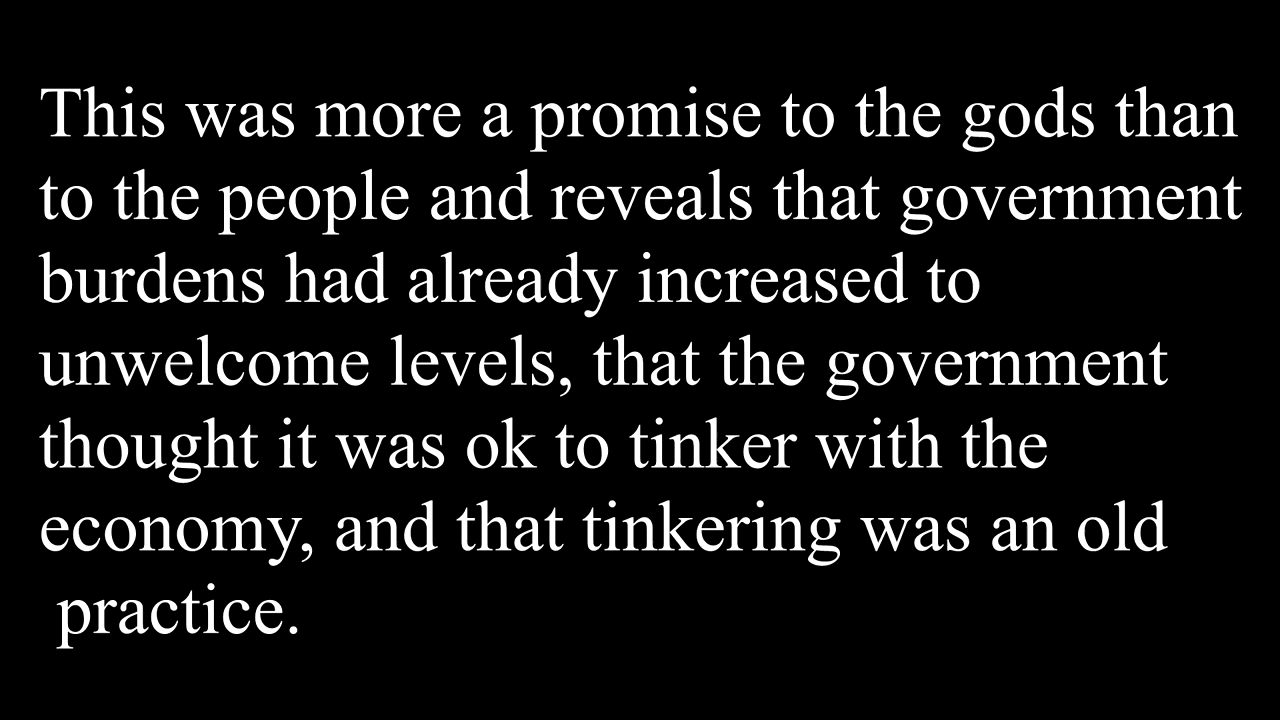 This was more a promise to the gods than
to the people and reveals that government
burdens had already increased to
unwelcome levels, that the government
thought it was ok to tinker with the
economy, and that tinkering was an old
practice.